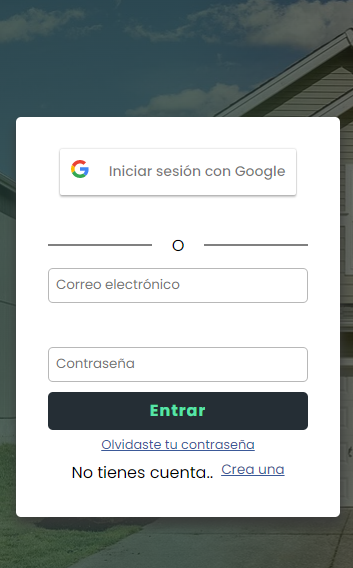 Iniciar sesión con Google
O
Correo electrónico
Contraseña
Entrar
Olvidaste tu contraseña
No tienes cuenta.. Crea una